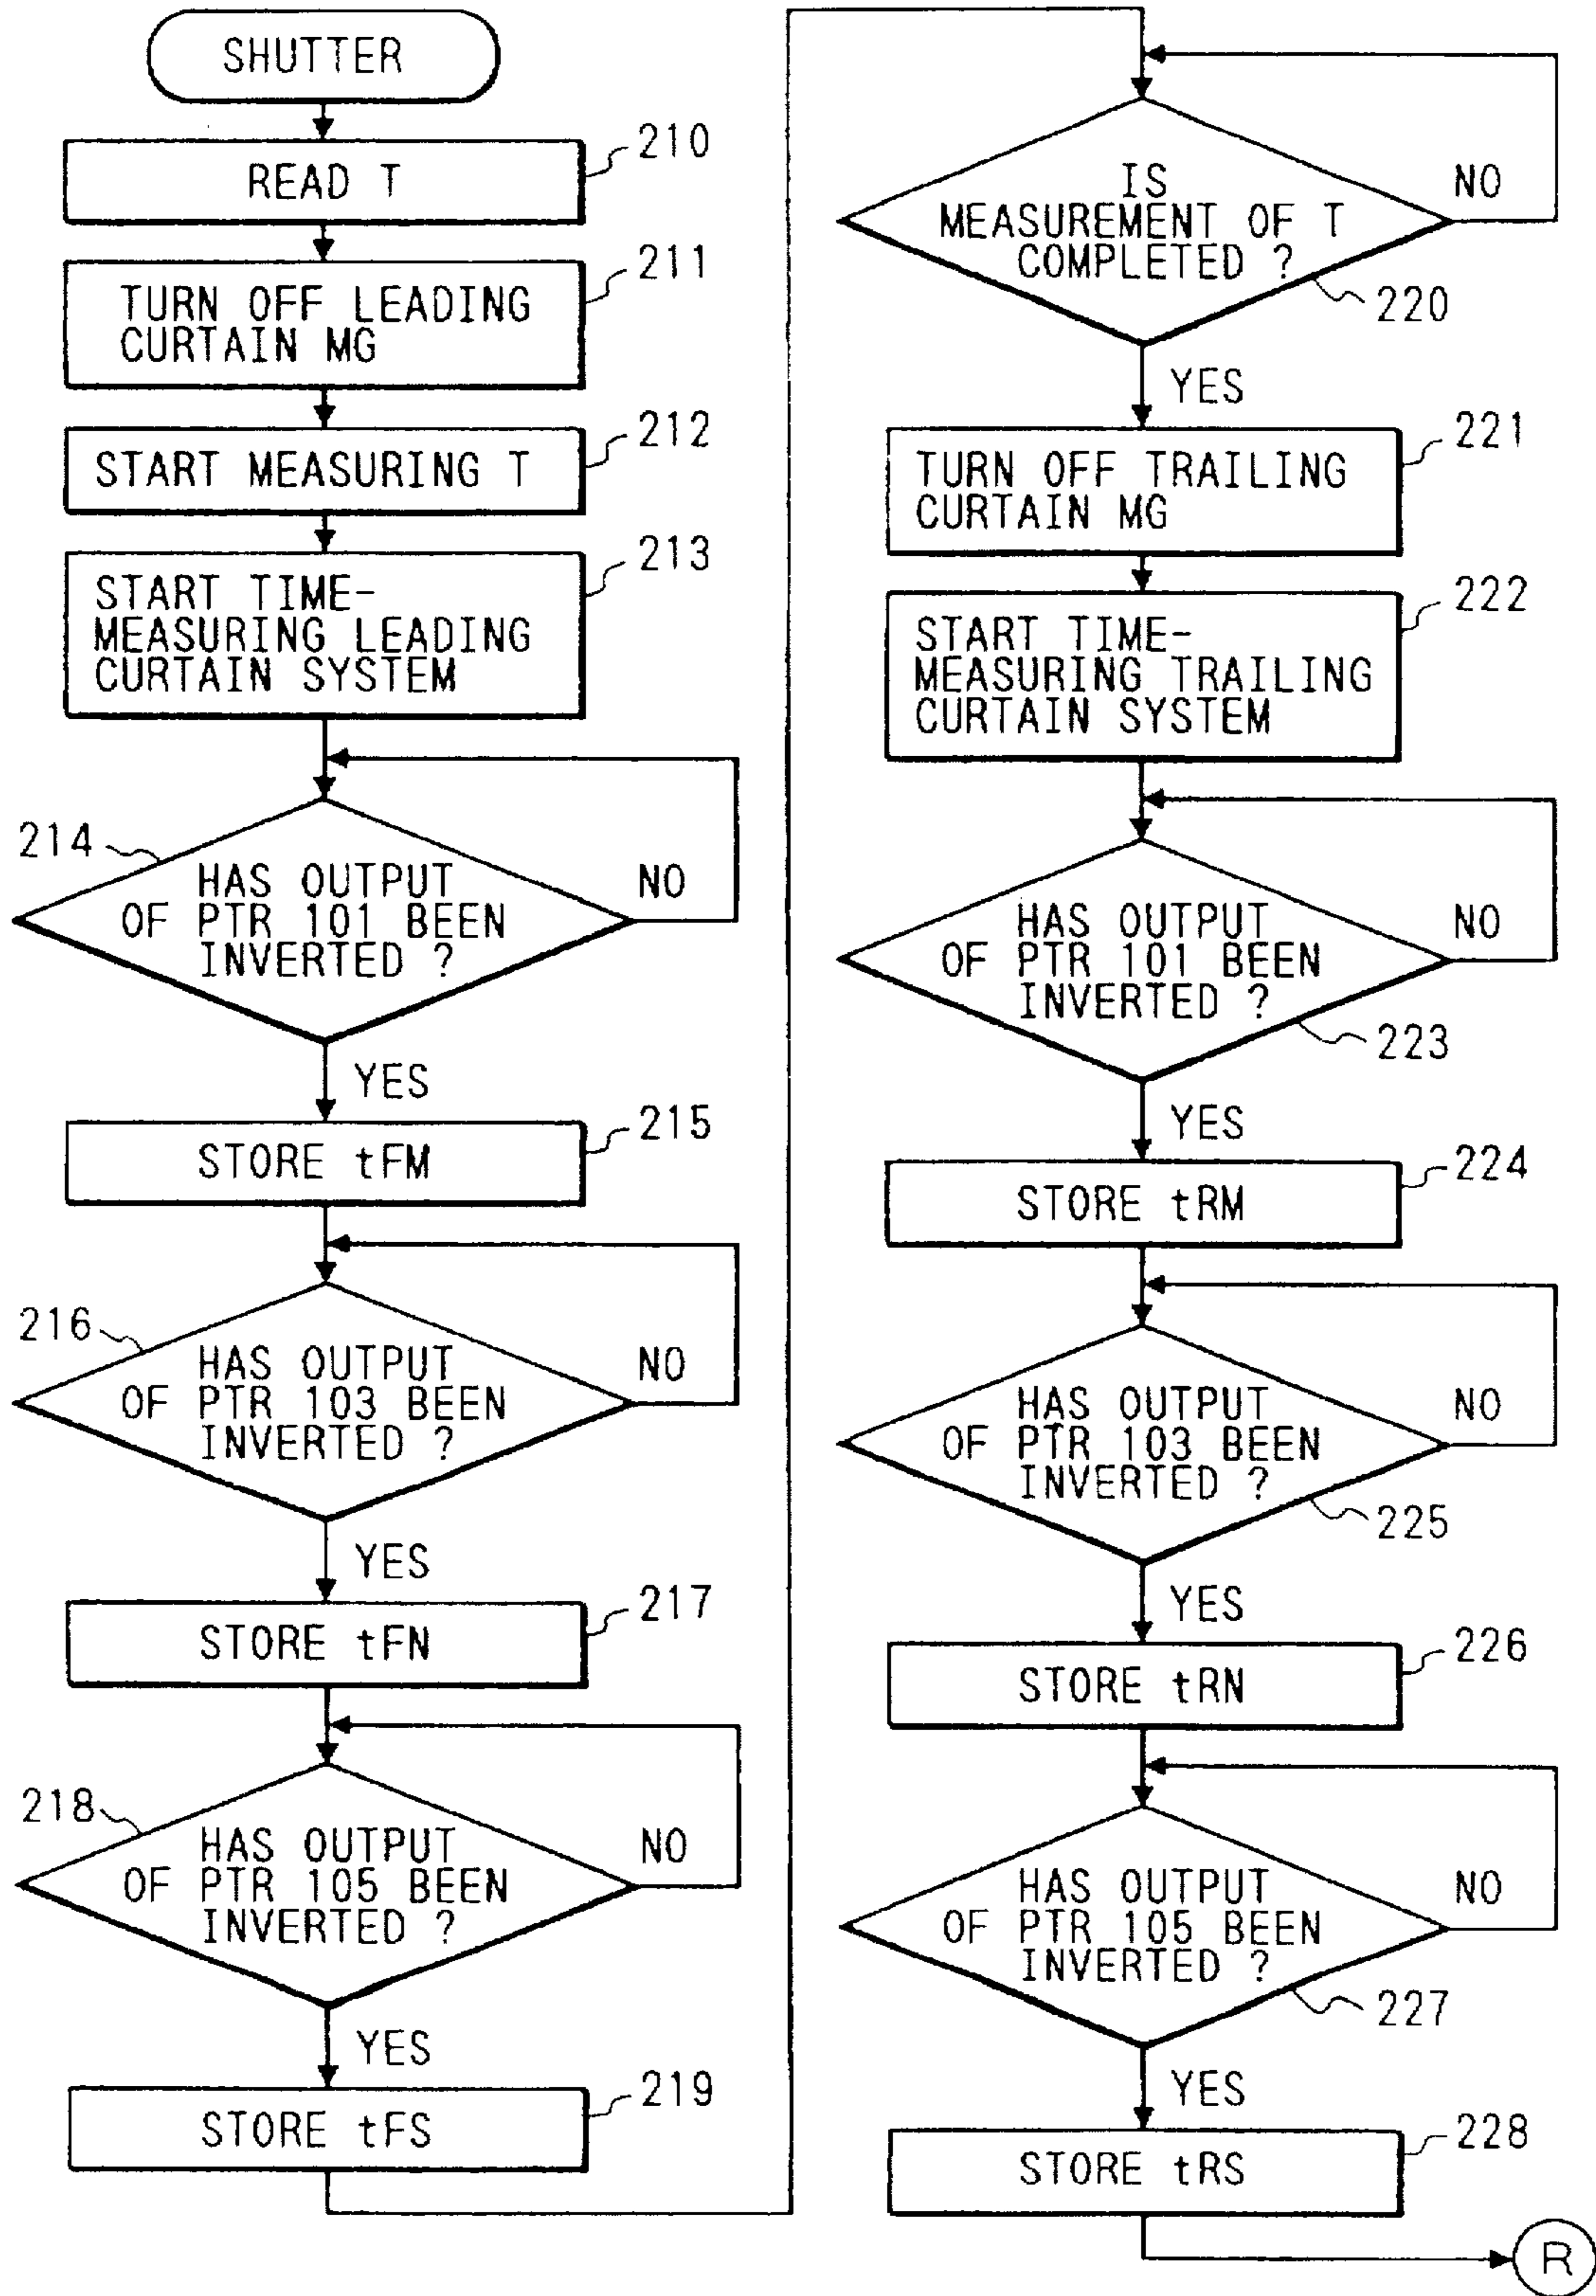 SHUTTER
READ T
210
TURN OFF LEADING
CURTAIN MG
211
START MEASURING T
212
START TIME-
MEASURING LEADING
CURTAIN SYSTEM
213
214
HAS OUTPUT
OF PTR 101 BEEN
INVERTED ?
NO
YES
STORE tFM
215
216
HAS OUTPUT
OF PTR 103 BEEN
INVERTED ?
NO
YES
STORE tFN
217
218
HAS OUTPUT
OF PTR 105 BEEN
INVERTED ?
NO
YES
STORE tFS
219
IS
MEASUREMENT OF T
COMPLETED ?
NO
220
YES
TURN OFF TRAILING
CURTAIN MG
221
START TIME-
MEASURING TRAILING
CURTAIN SYSTEM
222
HAS OUTPUT
OF PTR 101 BEEN
INVERTED ?
NO
223
YES
STORE tRM
224
HAS OUTPUT
OF PTR 103 BEEN
INVERTED ?
NO
225
YES
STORE tRN
226
HAS OUTPUT
OF PTR 105 BEEN
INVERTED ?
NO
227
YES
STORE tRS
228
R